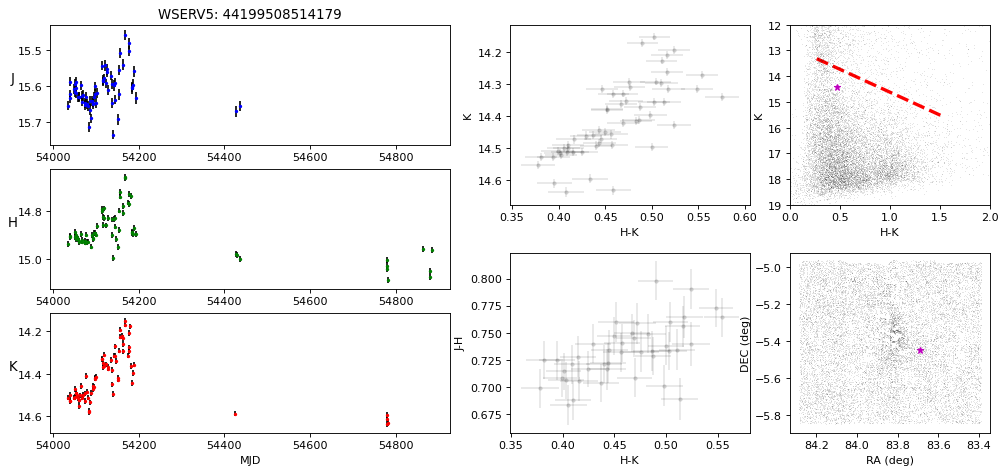 WSERV5: 44199508514179
J
15.5
15.6
15.7
54000 54200 54400 54600 54800
H
14.8
15.0
54000 54200 54400 54600 54800
K
14.2
14.4
14.6
54000 54200 54400 54600 54800
MJD
K
14.2
14.3
14.4
14.5
14.6
0.35 0.40 0.45 0.50 0.55 0.60
H-K
K
12
13
14
15
16
17
18
19
0.0 0.5 1.0 1.5 2.0
H-K
J-H
0.800
0.775
0.750
0.725
0.700
0.675
0.35 0.40 0.45 0.50 0.55
H-K
DEC (deg)
−5.0
−5.2
−5.4
−5.6
−5.8
84.2 84.0 83.8 83.6 83.4
RA (deg)